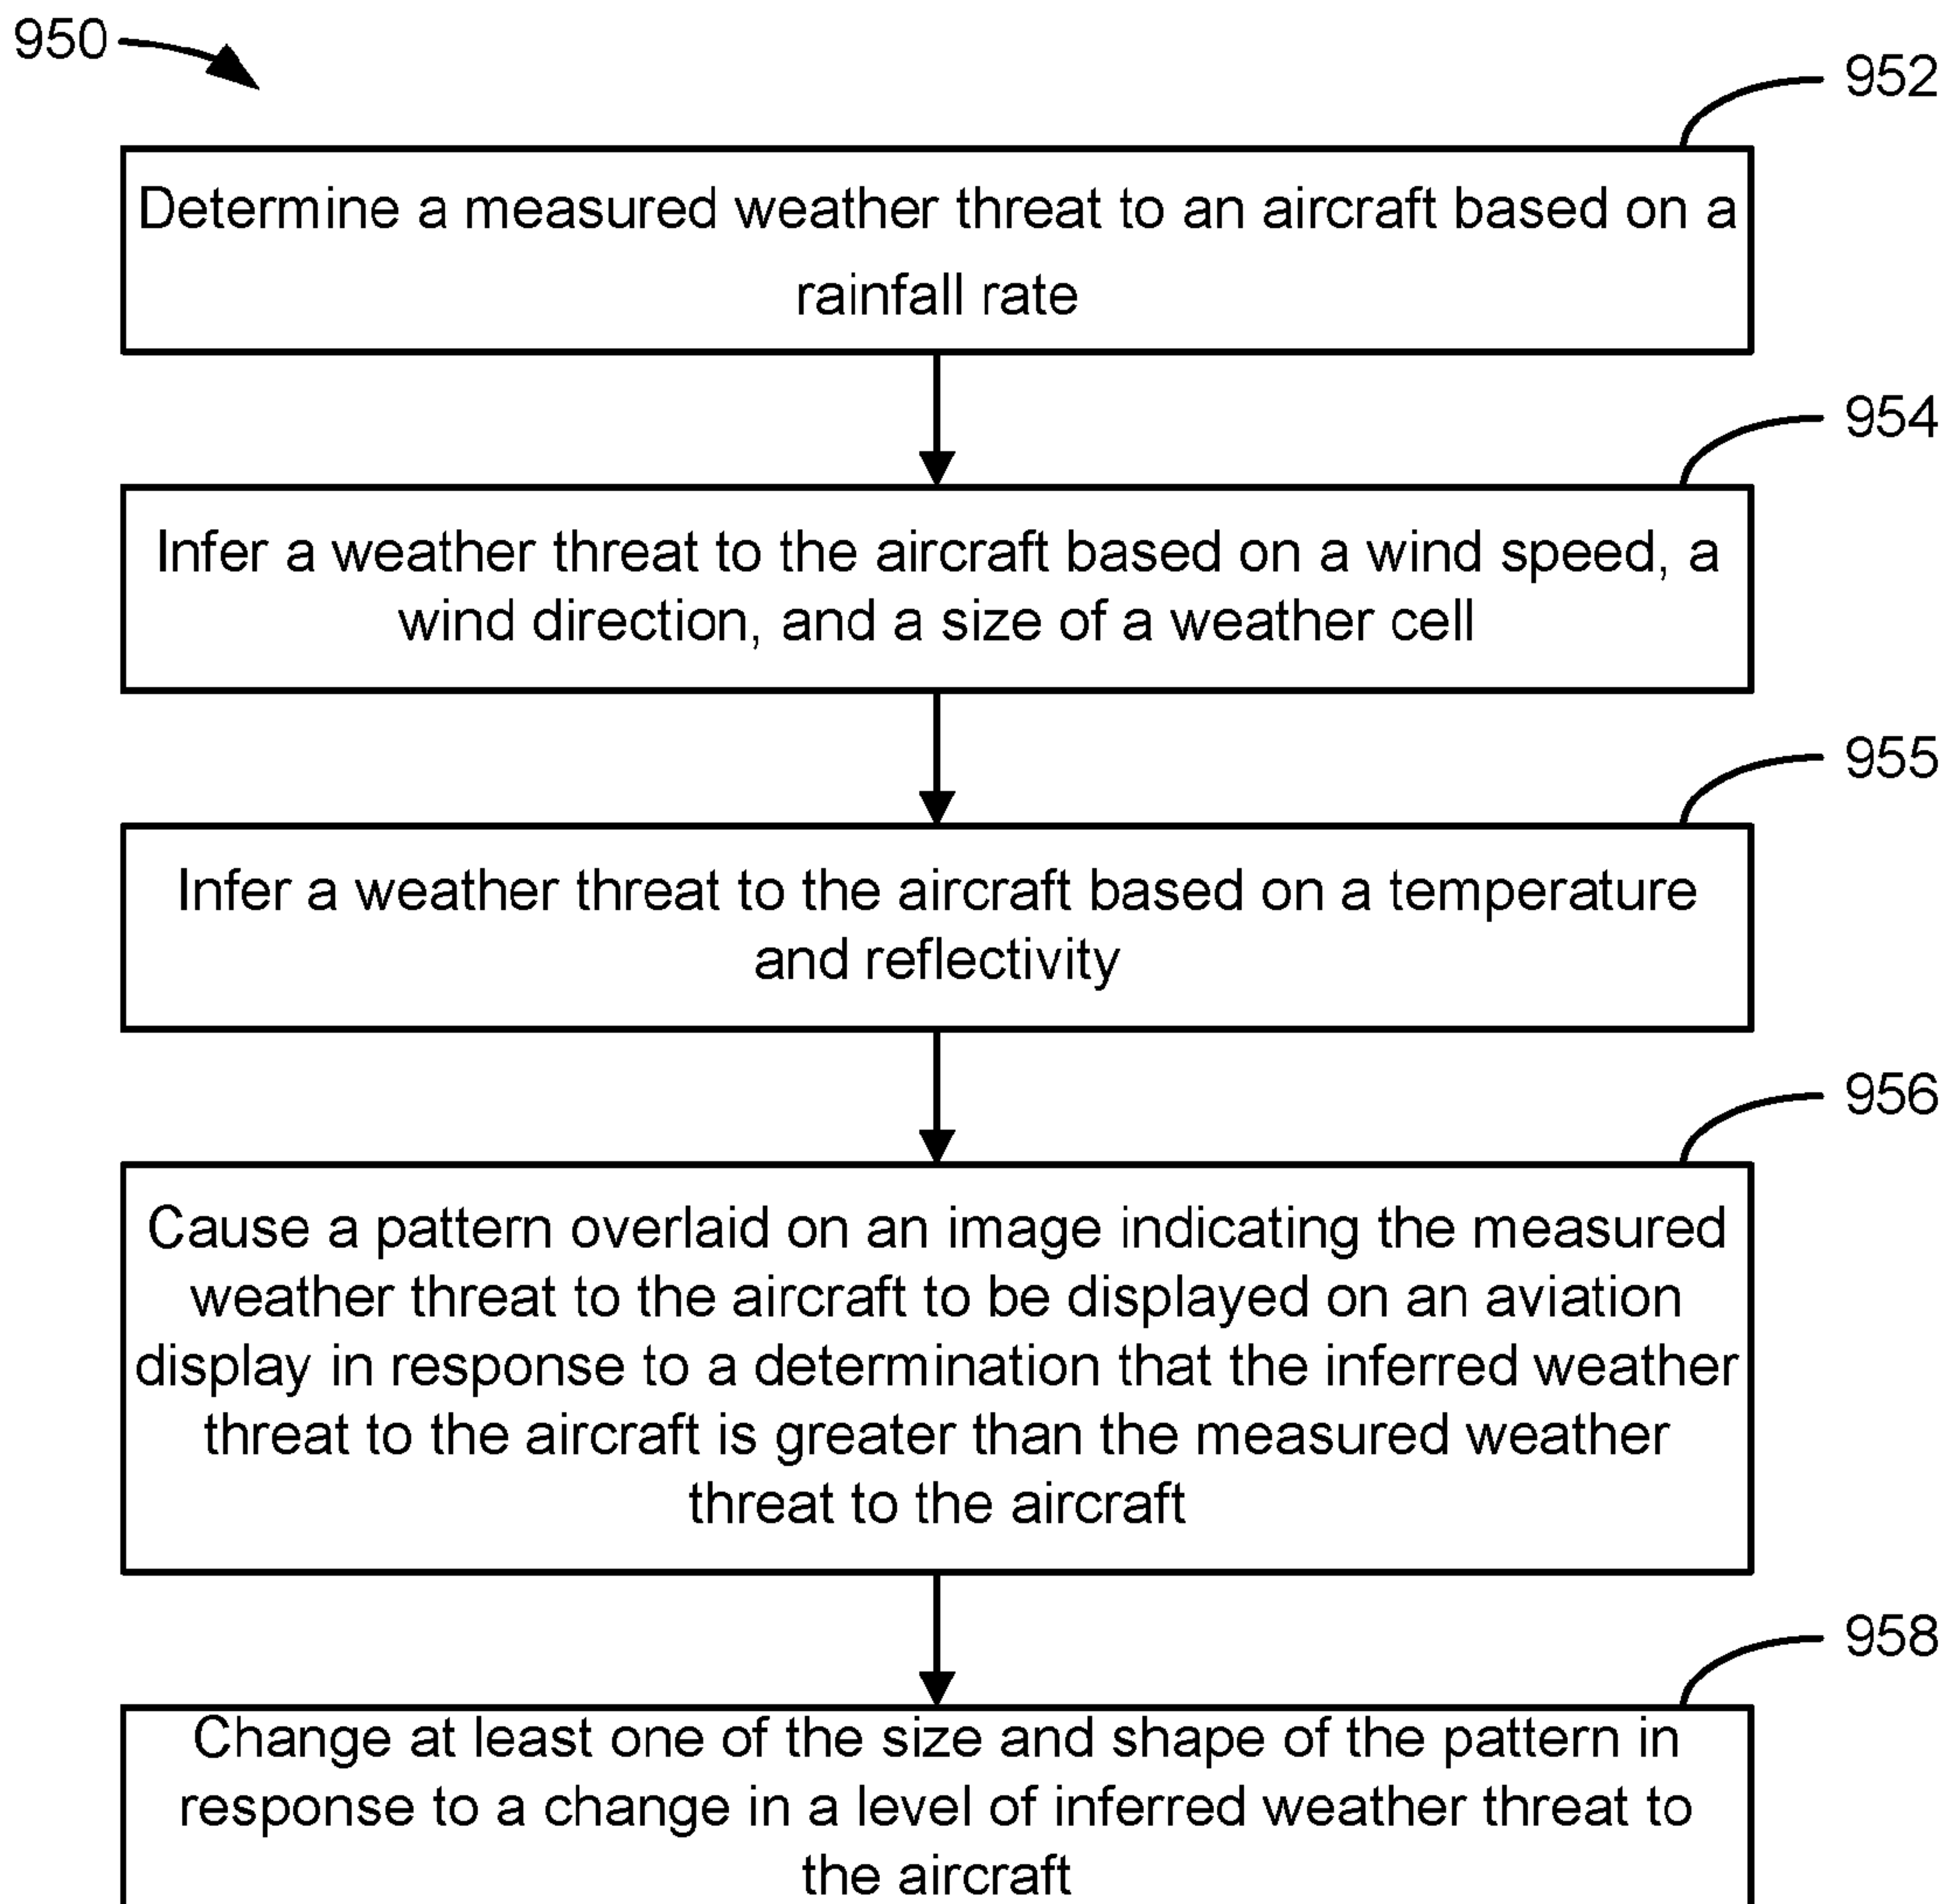 950
952
Determine a measured weather threat to an aircraft based on a
rainfall rate
954
Infer a weather threat to the aircraft based on a wind speed, a
wind direction, and a size of a weather cell
955
Infer a weather threat to the aircraft based on a temperature
and reflectivity
956
Cause a pattern overlaid on an image indicating the measured
weather threat to the aircraft to be displayed on an aviation
display in response to a determination that the inferred weather
threat to the aircraft is greater than the measured weather
threat to the aircraft
958
Change at least one of the size and shape of the pattern in
response to a change in a level of inferred weather threat to
the aircraft